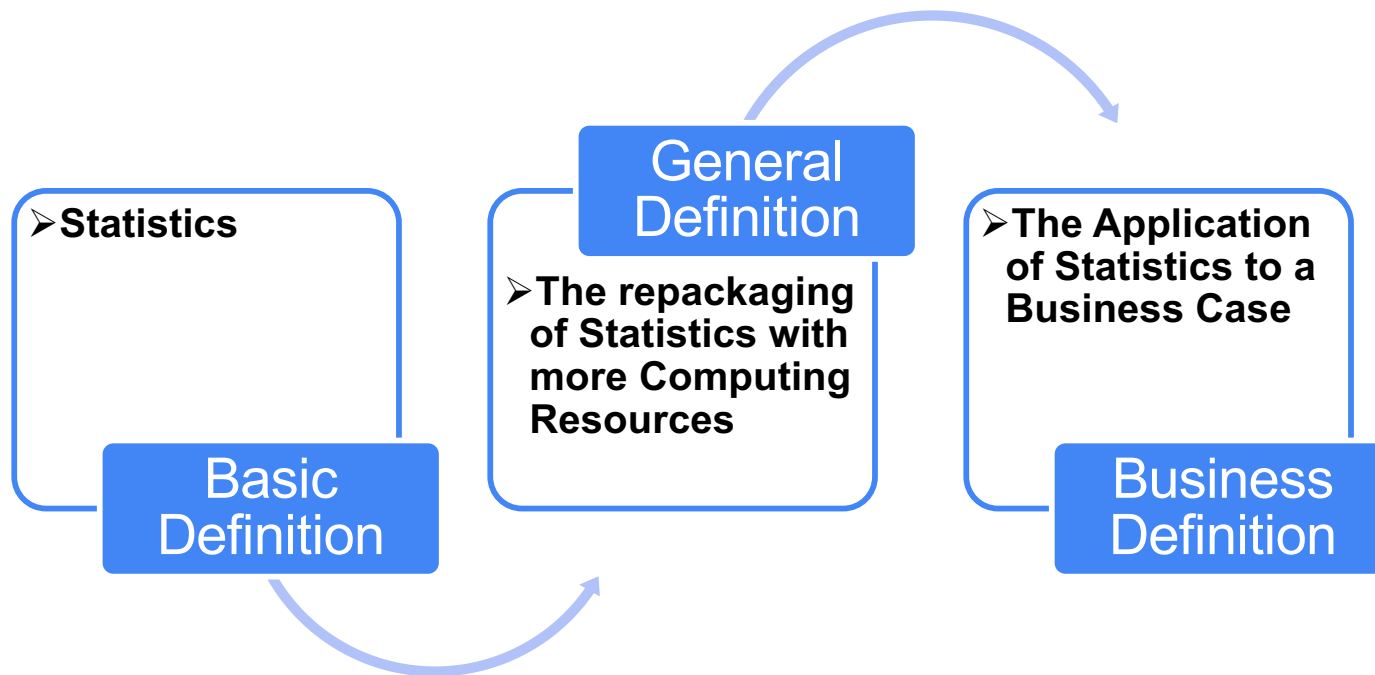 ➢Statistics
Basic
Definition
General
Definition
➢The repackaging
of Statistics with
more Computing
Resources
➢The Application
of Statistics to a
Business Case
Business
Definition